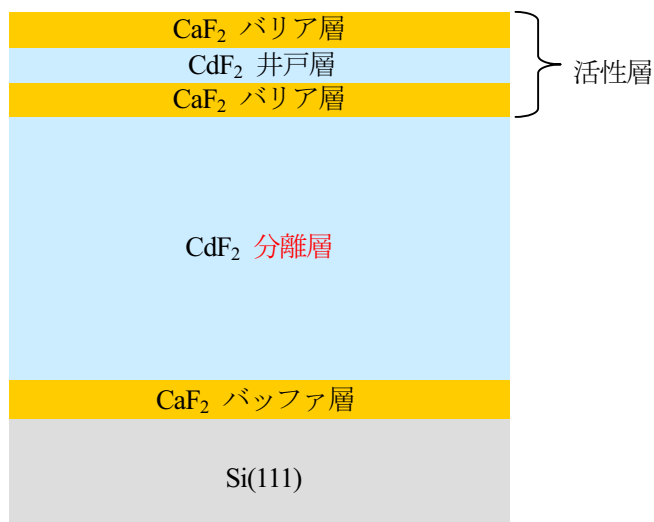 CaF₂ バリア層
CdF₂ 井戸層
CaF₂ バリア層
活性層
CdF₂ 分離層
CaF₂ バッファ層
Si(111)